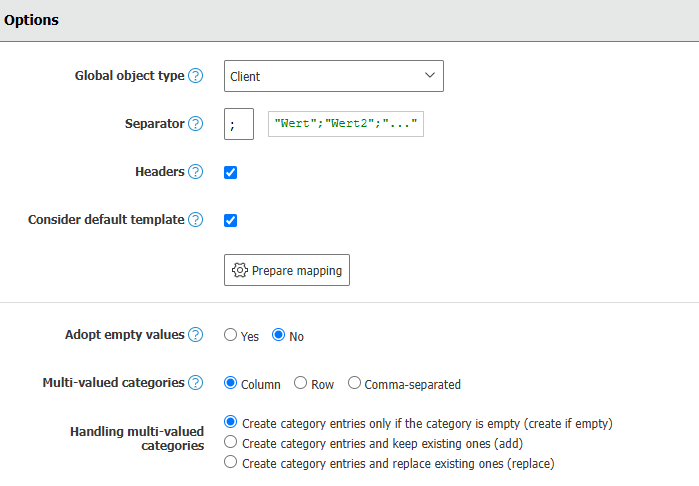 Options
Global object type ? Client
Separator ? ; "Wert";"Wert2";"..."
Headers ?
Consider default template ?
Prepare mapping
Adopt empty values ? Yes No
Multi-valued categories ? Column Row Comma-separated
Handling multi-valued
categories
Create category entries only if the category is empty (create if empty)
Create category entries and keep existing ones (add)
Create category entries and replace existing ones (replace)